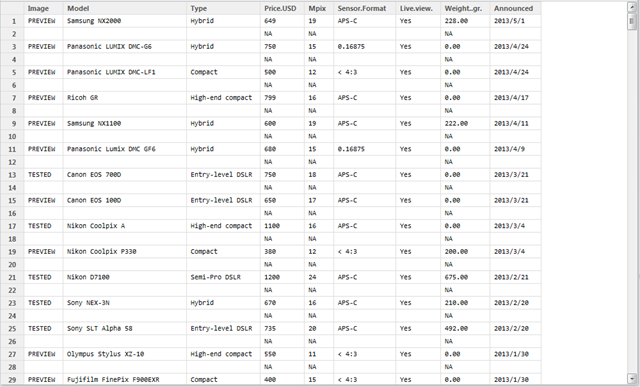 Image Model Type Price.USD Mpix Sensor.Format Live.view. Weight..gr. Announced
1 PREVIEW Samsung NX2000 Hybrid 649 19 APS-C Yes 228.00 2013/5/1
2 NA NA NA
3 PREVIEW Panasonic LUMIX DMC-G6 Hybrid 750 15 0.16875 Yes 0.00 2013/4/24
4 NA NA NA
5 PREVIEW Panasonic LUMIX DMC-LF1 Compact 500 12 < 4:3 Yes 0.00 2013/4/24
6 NA NA NA
7 PREVIEW Ricoh GR High-end compact 799 16 APS-C Yes 0.00 2013/4/17
8 NA NA NA
9 PREVIEW Samsung NX1100 Hybrid 600 19 APS-C Yes 222.00 2013/4/11
10 NA NA NA
11 PREVIEW Panasonic Lumix DMC GF6 Hybrid 680 15 0.16875 Yes 0.00 2013/4/9
12 NA NA NA
13 TESTED Canon EOS 700D Entry-level DSLR 750 18 APS-C Yes 0.00 2013/3/21
14 NA NA NA
15 PREVIEW Canon EOS 100D Entry-level DSLR 650 17 APS-C Yes 0.00 2013/3/21
16 NA NA NA
17 TESTED Nikon Coolpix A High-end compact 1100 16 APS-C Yes 0.00 2013/3/4
18 NA NA NA
19 PREVIEW Nikon Coolpix P330 Compact 380 12 < 4:3 Yes 200.00 2013/3/4
20 NA NA NA
21 TESTED Nikon D7100 Semi-Pro DSLR 1200 24 APS-C Yes 675.00 2013/2/21
22 NA NA NA
23 TESTED Sony NEX-3N Hybrid 670 16 APS-C Yes 210.00 2013/2/20
24 NA NA NA
25 TESTED Sony SLT Alpha 58 Entry-level DSLR 735 20 APS-C Yes 492.00 2013/2/20
26 NA NA NA
27 PREVIEW Olympus Stylus XZ-10 High-end compact 550 11 < 4:3 Yes 0.00 2013/1/30
28 NA NA NA
29 PREVIEW Fujifilm FinePix F900EXR Compact 400 15 < 4:3 Yes 0.00 2013/1/30